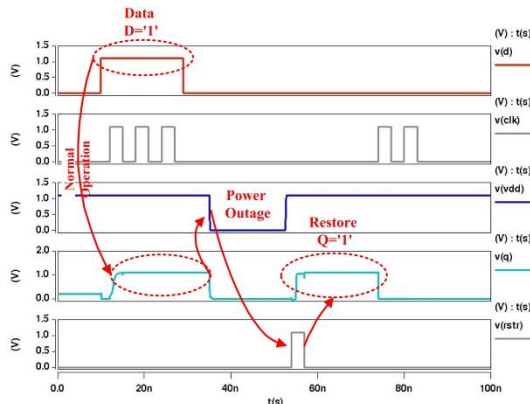 Data
D='1'
(V) : t(s)
v(d)
(V)
1.5
1.0
0.5
0.0
(V) : t(s)
v(clk)
(V)
1.5
1.0
0.5
0.0
Normal
Operation
(V) : t(s)
v(vdd)
(V)
1.5
1.0
0.5
0.0
Power
Outage
Restore
Q='1'
(V) : t(s)
v(q)
(V)
2.0
1.0
0.0
(V) : t(s)
v(rstr)
(V)
1.5
1.0
0.5
0.0
0.0 20n 40n 60n 80n 100n
t(s)